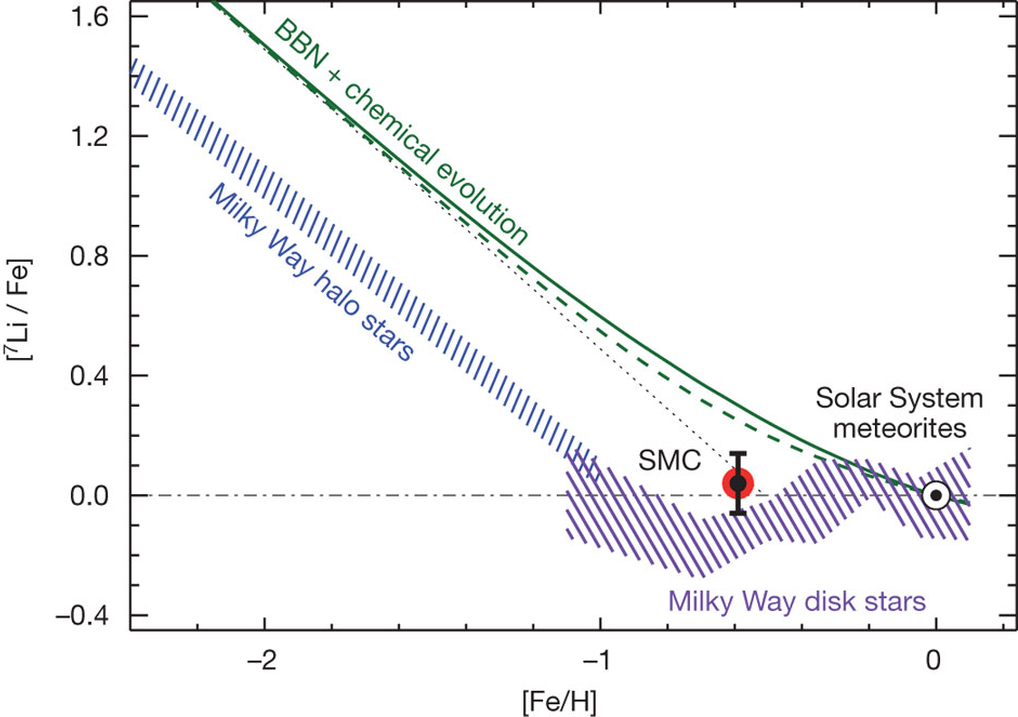 1.6
1.2
0.8
0.4
0.0
−0.4
[⁷Li / Fe]
BBN + chemical evolution
Milky Way halo stars
Solar System
meteorites
SMC
Milky Way disk stars
−2
−1
0
[Fe/H]